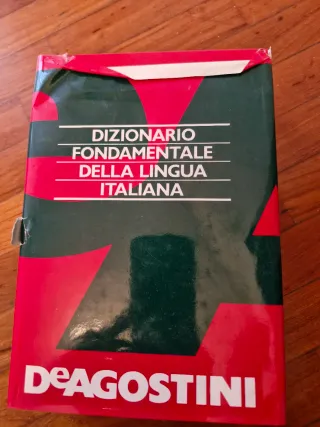 DIZIONARIO
FONDAMENTALE
DELLA LINGUA
ITALIANA
DeAGOSTINI